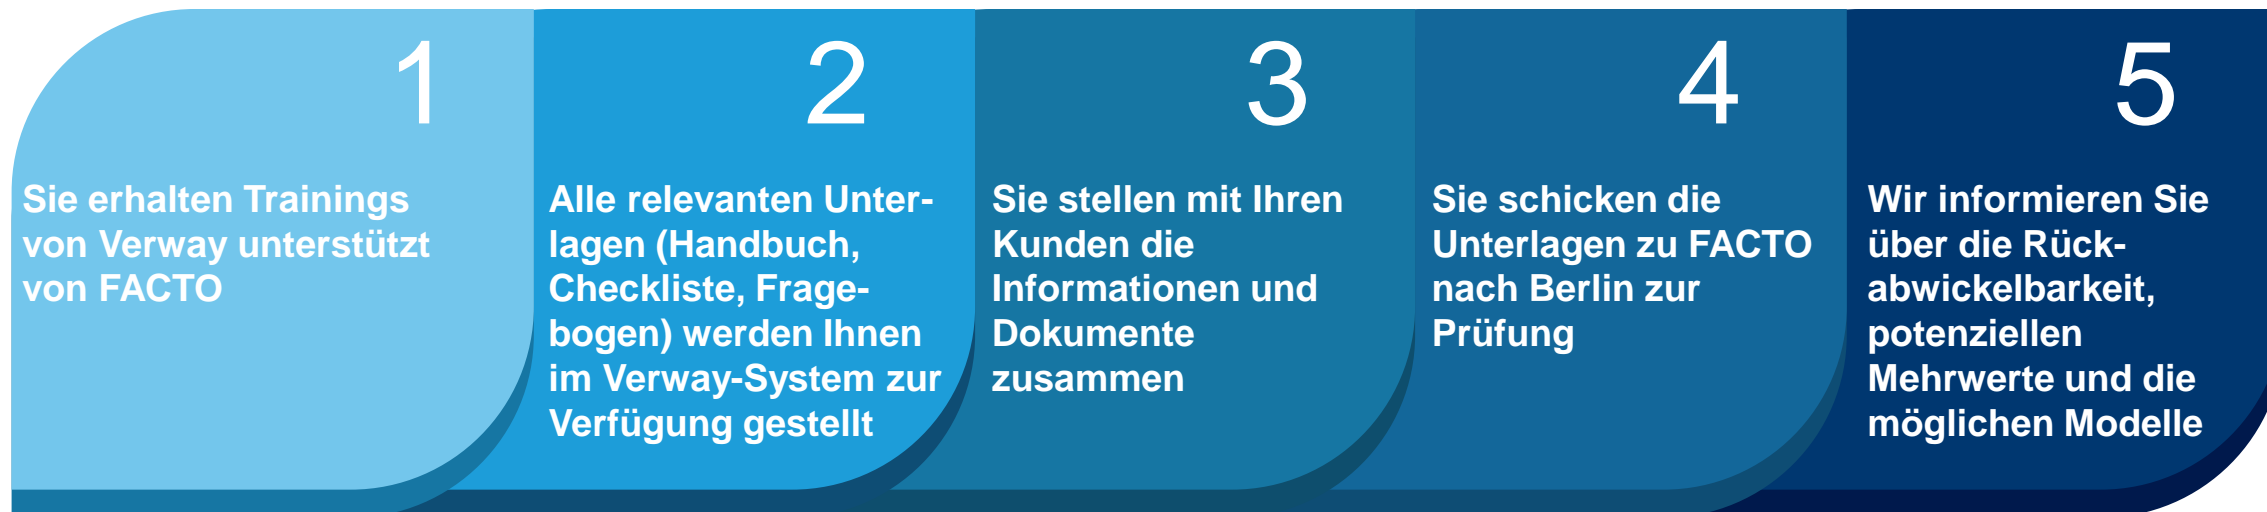 1
Sie erhalten Trainings
von Verway unterstützt
von FACTO
2
Alle relevanten Unter-
lagen (Handbuch,
Checkliste, Frage-
bogen) werden Ihnen
im Verway-System zur
Verfügung gestellt
3
Sie stellen mit Ihren
Kunden die
Informationen und
Dokumente
zusammen
4
Sie schicken die
Unterlagen zu FACTO
nach Berlin zur
Prüfung
5
Wir informieren Sie
über die Rück-
abwickelbarkeit,
potenziellen
Mehrwerte und die
möglichen Modelle